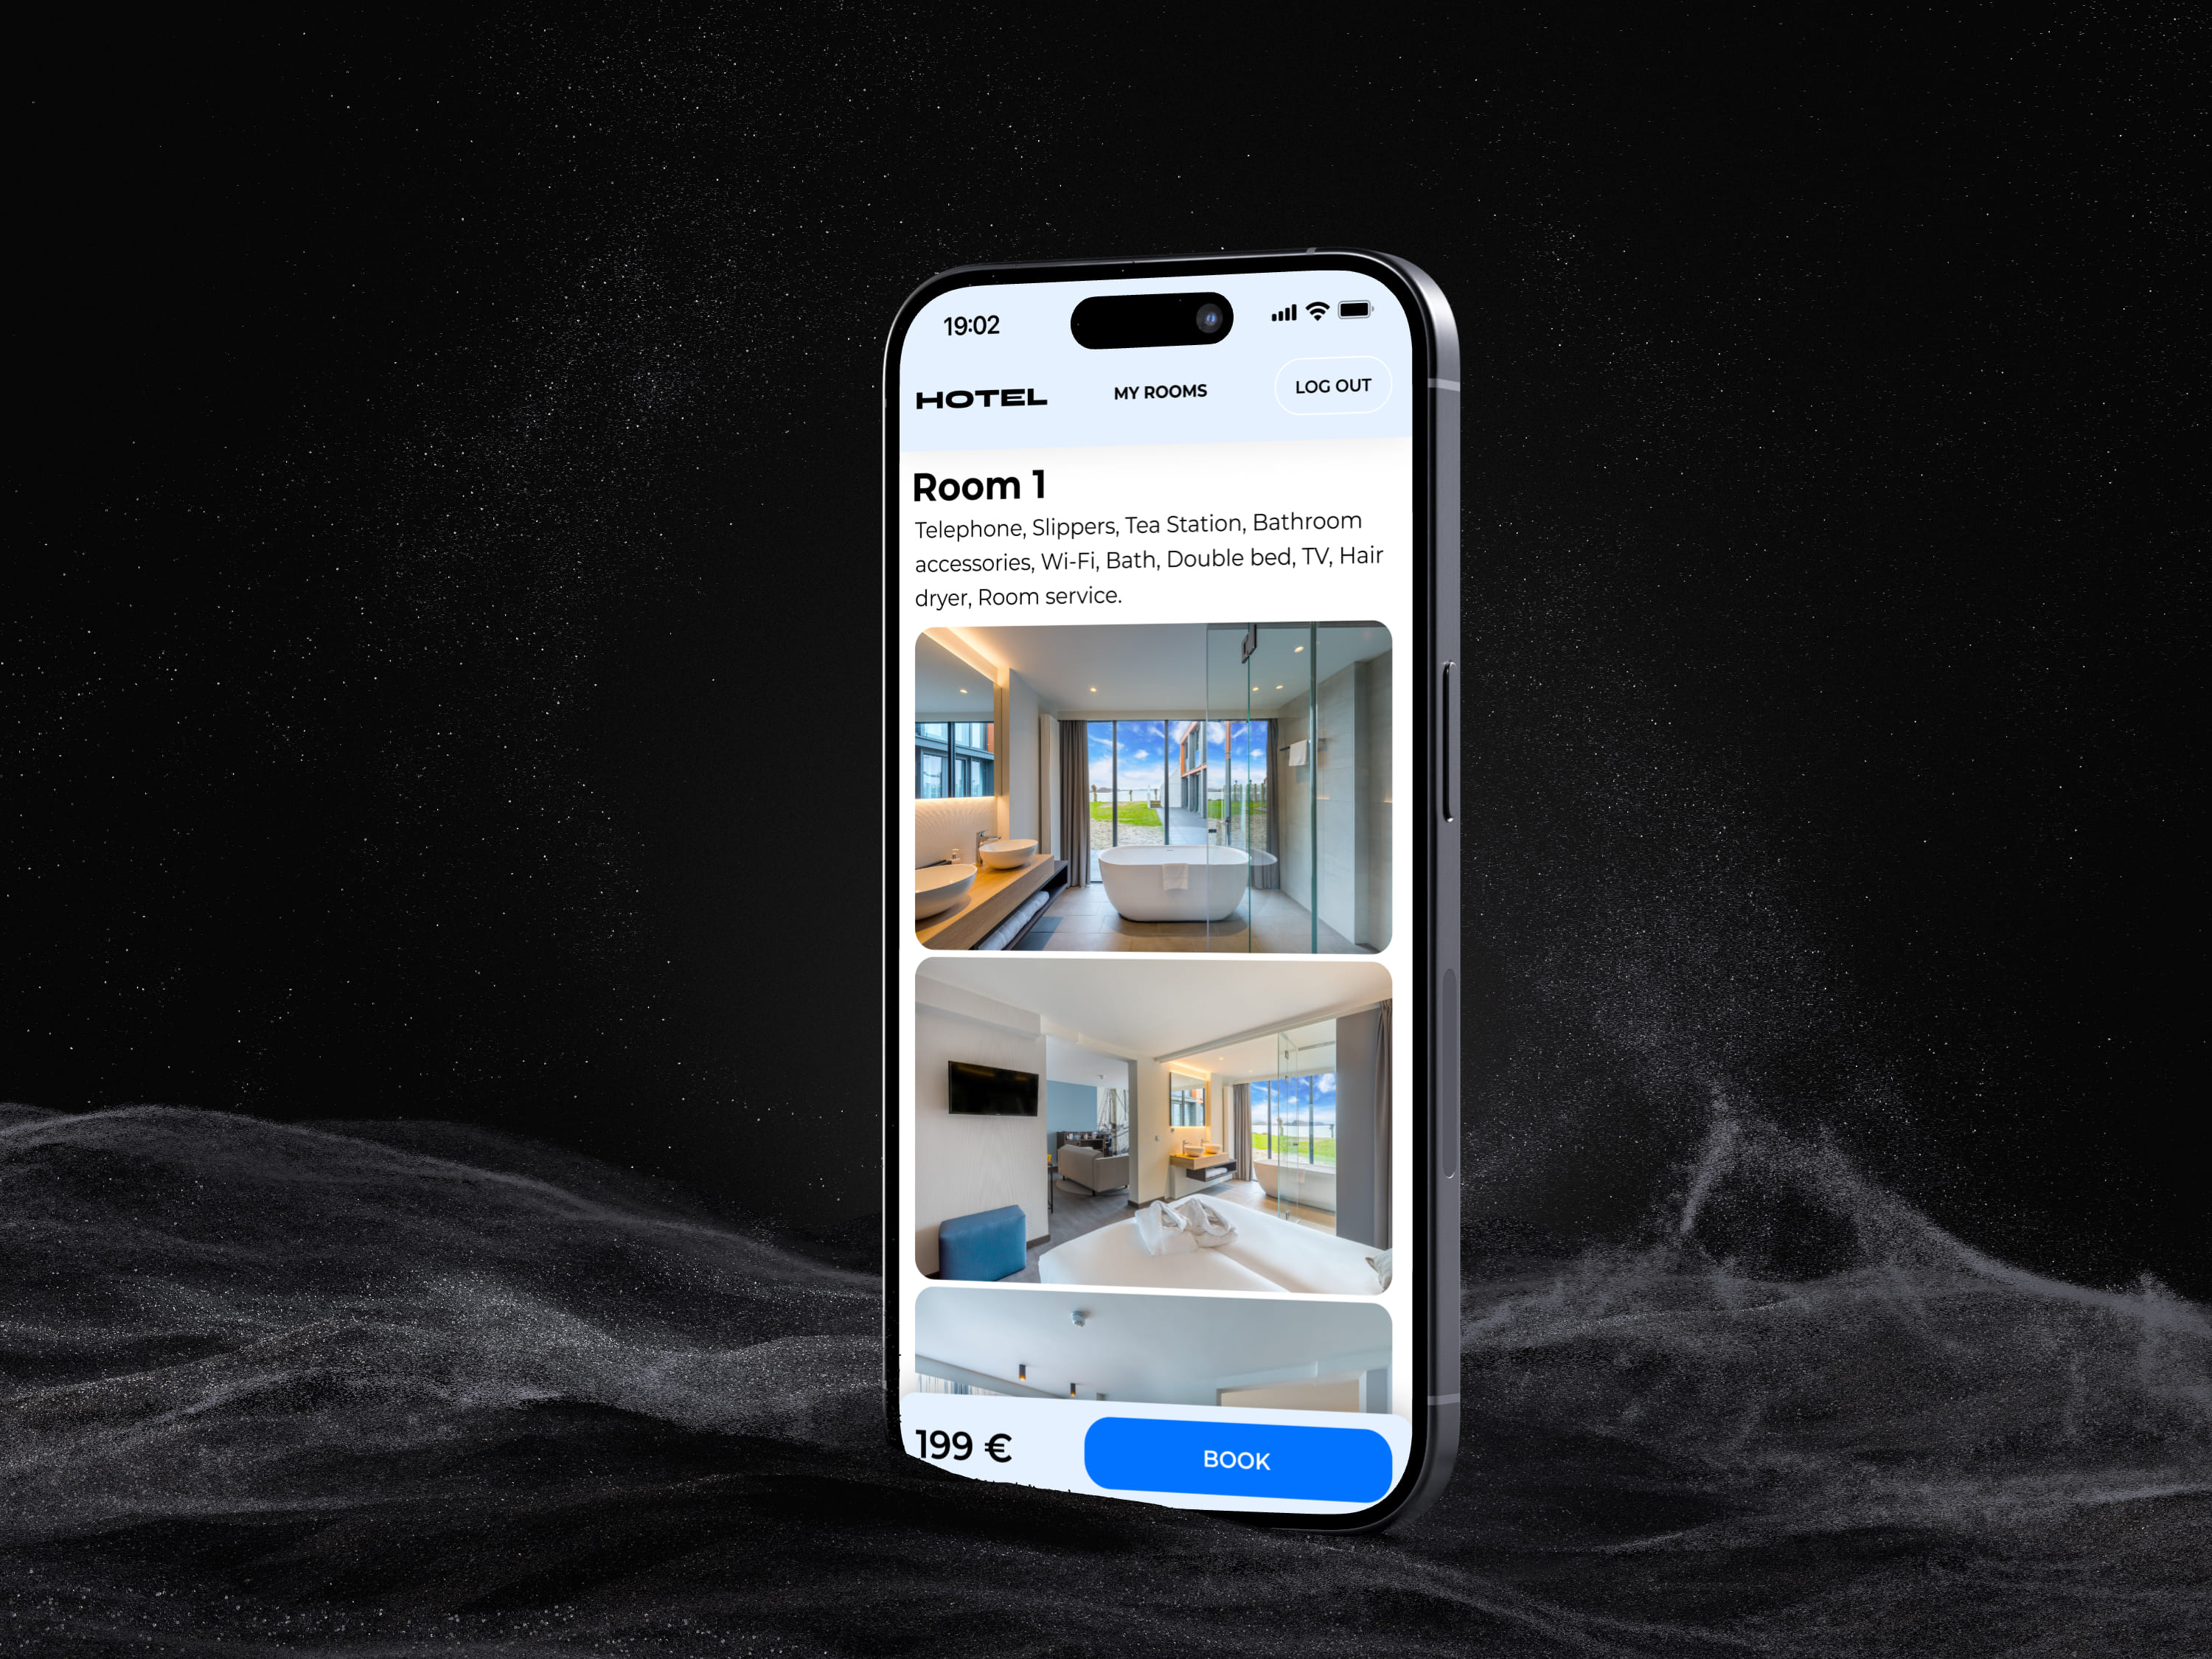 19:02
HOTEL
MY ROOMS
LOG OUT
Room 1
Telephone, Slippers, Tea Station, Bathroom
accessories, Wi-Fi, Bath, Double bed, TV, Hair
dryer, Room service.
199 €
BOOK